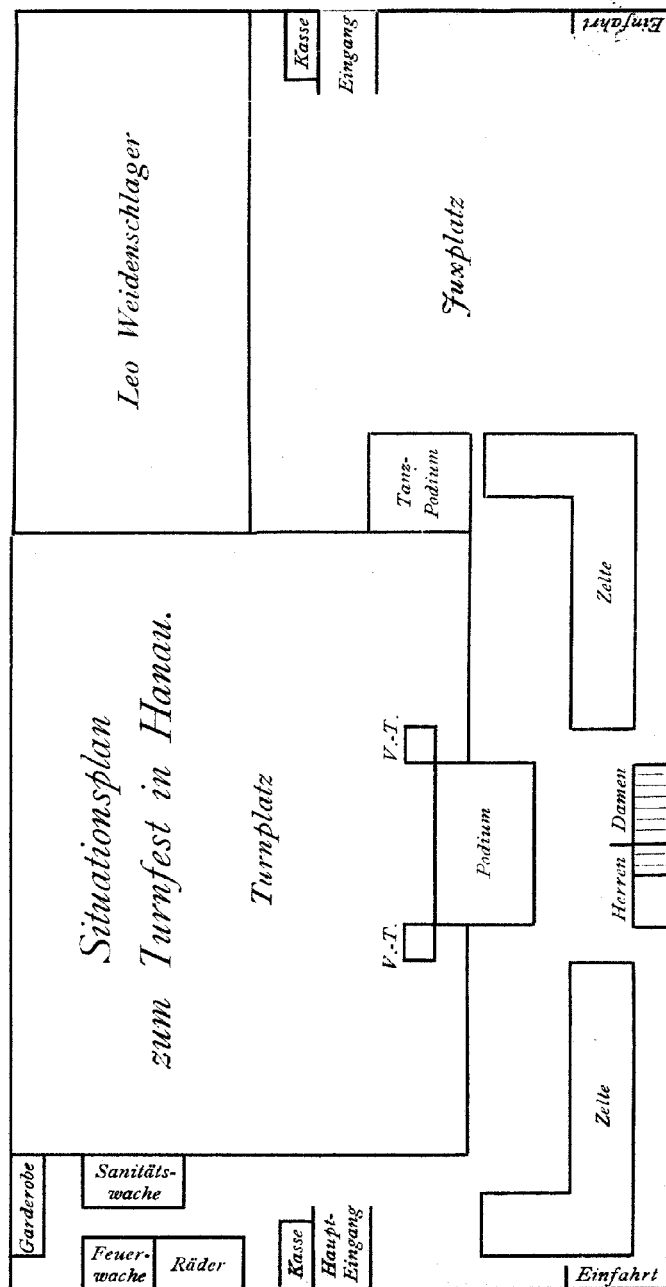 Situationsplan
zum Turnfest in Hanau.
Turnplatz
Leo Weidenschlager
Garderobe
Sanitäts-
wache
Feuer-
wache
Räder
Kasse
Haupt-
Eingang
Einfahrt
Zelte
V.-T.
V.-T.
Podium
Herren
Damen
Tanz-
Podium
Zelte
Juxplatz
Kasse
Eingang
Einfahrt